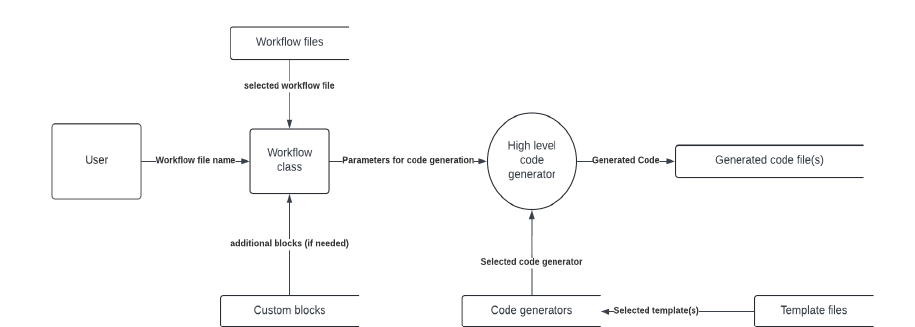 Workflow files
selected workflow file
User
Workflow file name
Workflow
class
Parameters for code generation
High level
code
generator
Generated Code
Generated code file(s)
additional blocks (if needed)
Selected code generator
Custom blocks
Code generators
Selected template(s)
Template files